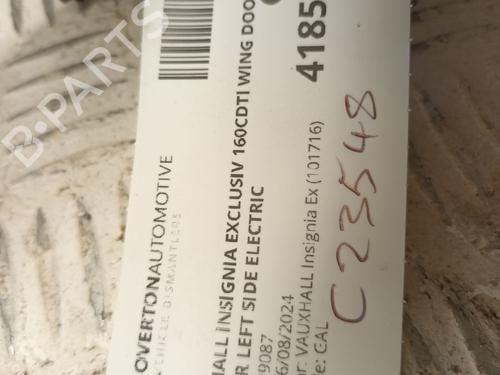 B-PARTS
OVERTONAUTOMOTIVE
VEHICLE DISMANTLERS
4185
HALL INSIGNIA EXCLUSIV 160CDTI WING DOO
R LEFT SIDE ELECTRIC
9087
6/08/2024
r: VAUXHALL Insignia Ex (101716)
e: CAL
C23548